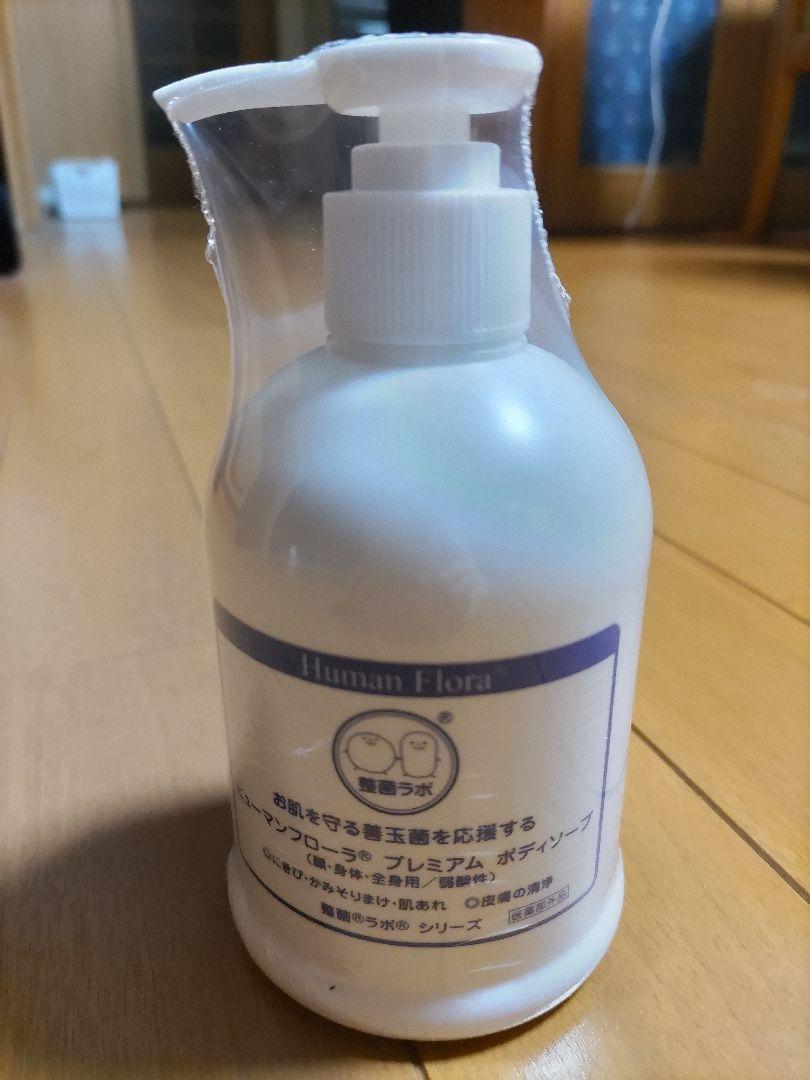 Human Flora®
®
整菌ラボ
お肌を守る善玉菌を応援する
ヒューマンフローラ® プレミアム ボディソープ
(顔・身体・全身用/弱酸性)
◎にきび・かみそりまけ・肌あれ ◎皮膚の清浄
整菌®ラボ® シリーズ
医薬部外品